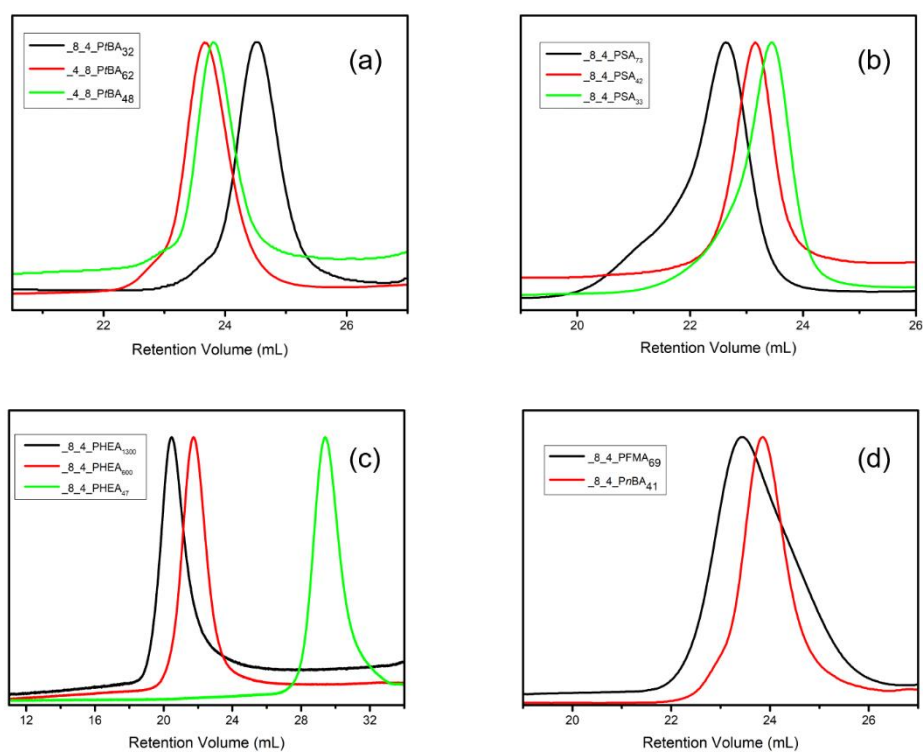 _8_4_PtBA32
_4_8_PtBA62
_4_8_PtBA48
(a)
22 24 26
Retention Volume (mL)
_8_4_PSA73
_8_4_PSA42
_8_4_PSA33
(b)
20 22 24 26
Retention Volume (mL)
_8_4_PHEA1300
_8_4_PHEA600
_8_4_PHEA47
(c)
12 16 20 24 28 32
Retention Volume (mL)
_8_4_PFMA69
_8_4_PnBA41
(d)
20 22 24 26
Retention Volume (mL)